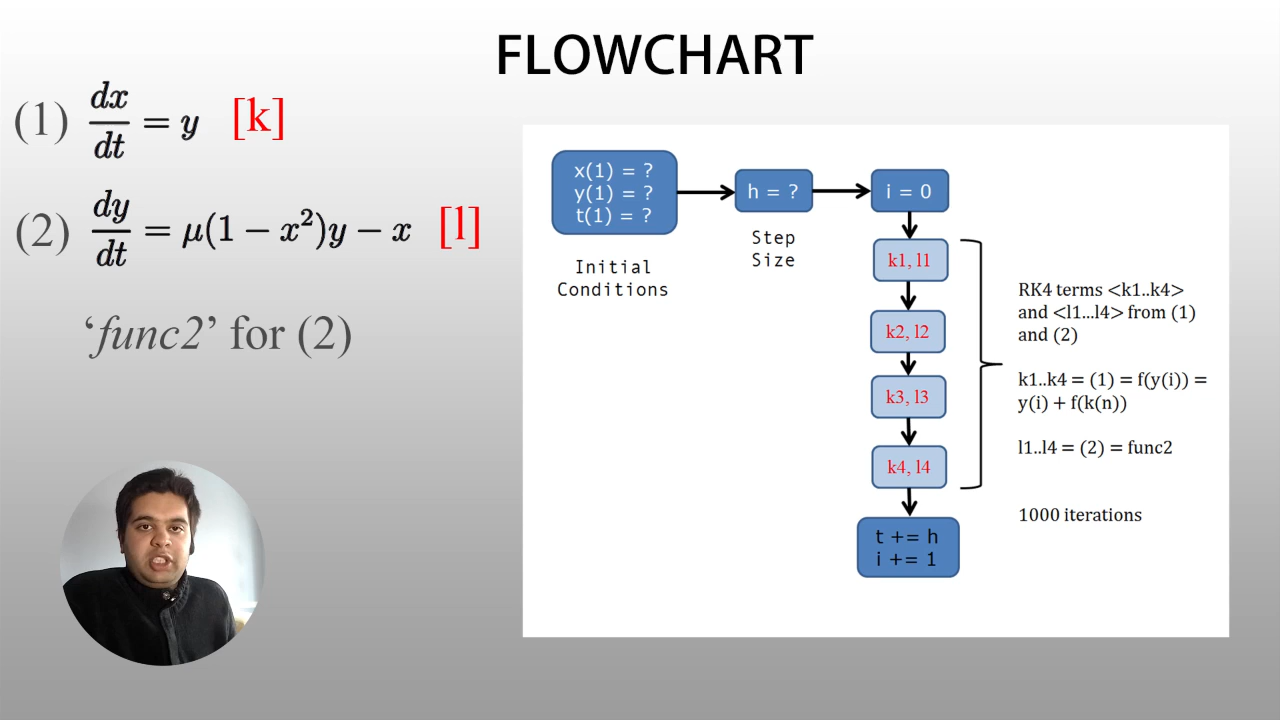 FLOWCHART
(1) dx/dt = y [k]
(2) dy/dt = μ(1 − x²)y − x [l]
‘func2’ for (2)
x(1) = ?
y(1) = ?
t(1) = ?
Initial
Conditions
h = ?
Step
Size
i = 0
k1, l1
k2, l2
k3, l3
k4, l4
t += h
i += 1
RK4 terms <k1..k4>
and <l1...l4> from (1)
and (2)
k1..k4 = (1) = f(y(i)) =
y(i) + f(k(n))
l1..l4 = (2) = func2
1000 iterations